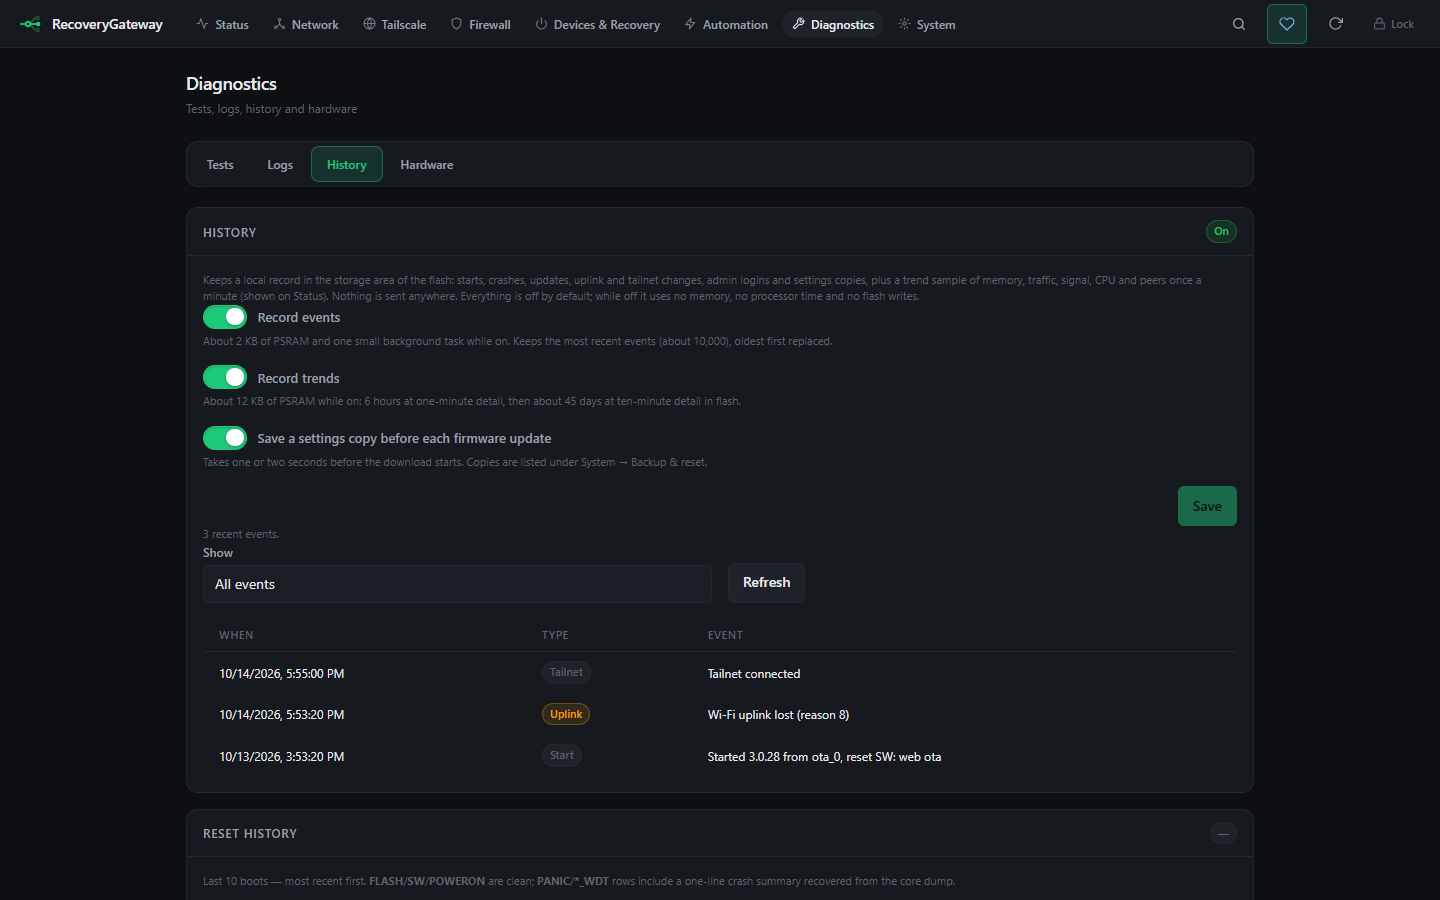 RecoveryGateway
Status
Network
Tailscale
Firewall
Devices & Recovery
Automation
Diagnostics
System
Lock
Diagnostics
Tests, logs, history and hardware
Tests
Logs
History
Hardware
HISTORY
On
Keeps a local record in the storage area of the flash: starts, crashes, updates, uplink and tailnet changes, admin logins and settings copies, plus a trend sample of memory, traffic, signal, CPU and peers once a
minute (shown on Status). Nothing is sent anywhere. Everything is off by default; while off it uses no memory, no processor time and no flash writes.
Record events
About 2 KB of PSRAM and one small background task while on. Keeps the most recent events (about 10,000), oldest first replaced.
Record trends
About 12 KB of PSRAM while on: 6 hours at one-minute detail, then about 45 days at ten-minute detail in flash.
Save a settings copy before each firmware update
Takes one or two seconds before the download starts. Copies are listed under System → Backup & reset.
Save
3 recent events.
Show
All events
Refresh
WHEN
TYPE
EVENT
10/14/2026, 5:55:00 PM
Tailnet
Tailnet connected
10/14/2026, 5:53:20 PM
Uplink
Wi-Fi uplink lost (reason 8)
10/13/2026, 3:53:20 PM
Start
Started 3.0.28 from ota_0, reset SW: web ota
RESET HISTORY
—
Last 10 boots — most recent first. FLASH/SW/POWERON are clean; PANIC/*_WDT rows include a one-line crash summary recovered from the core dump.